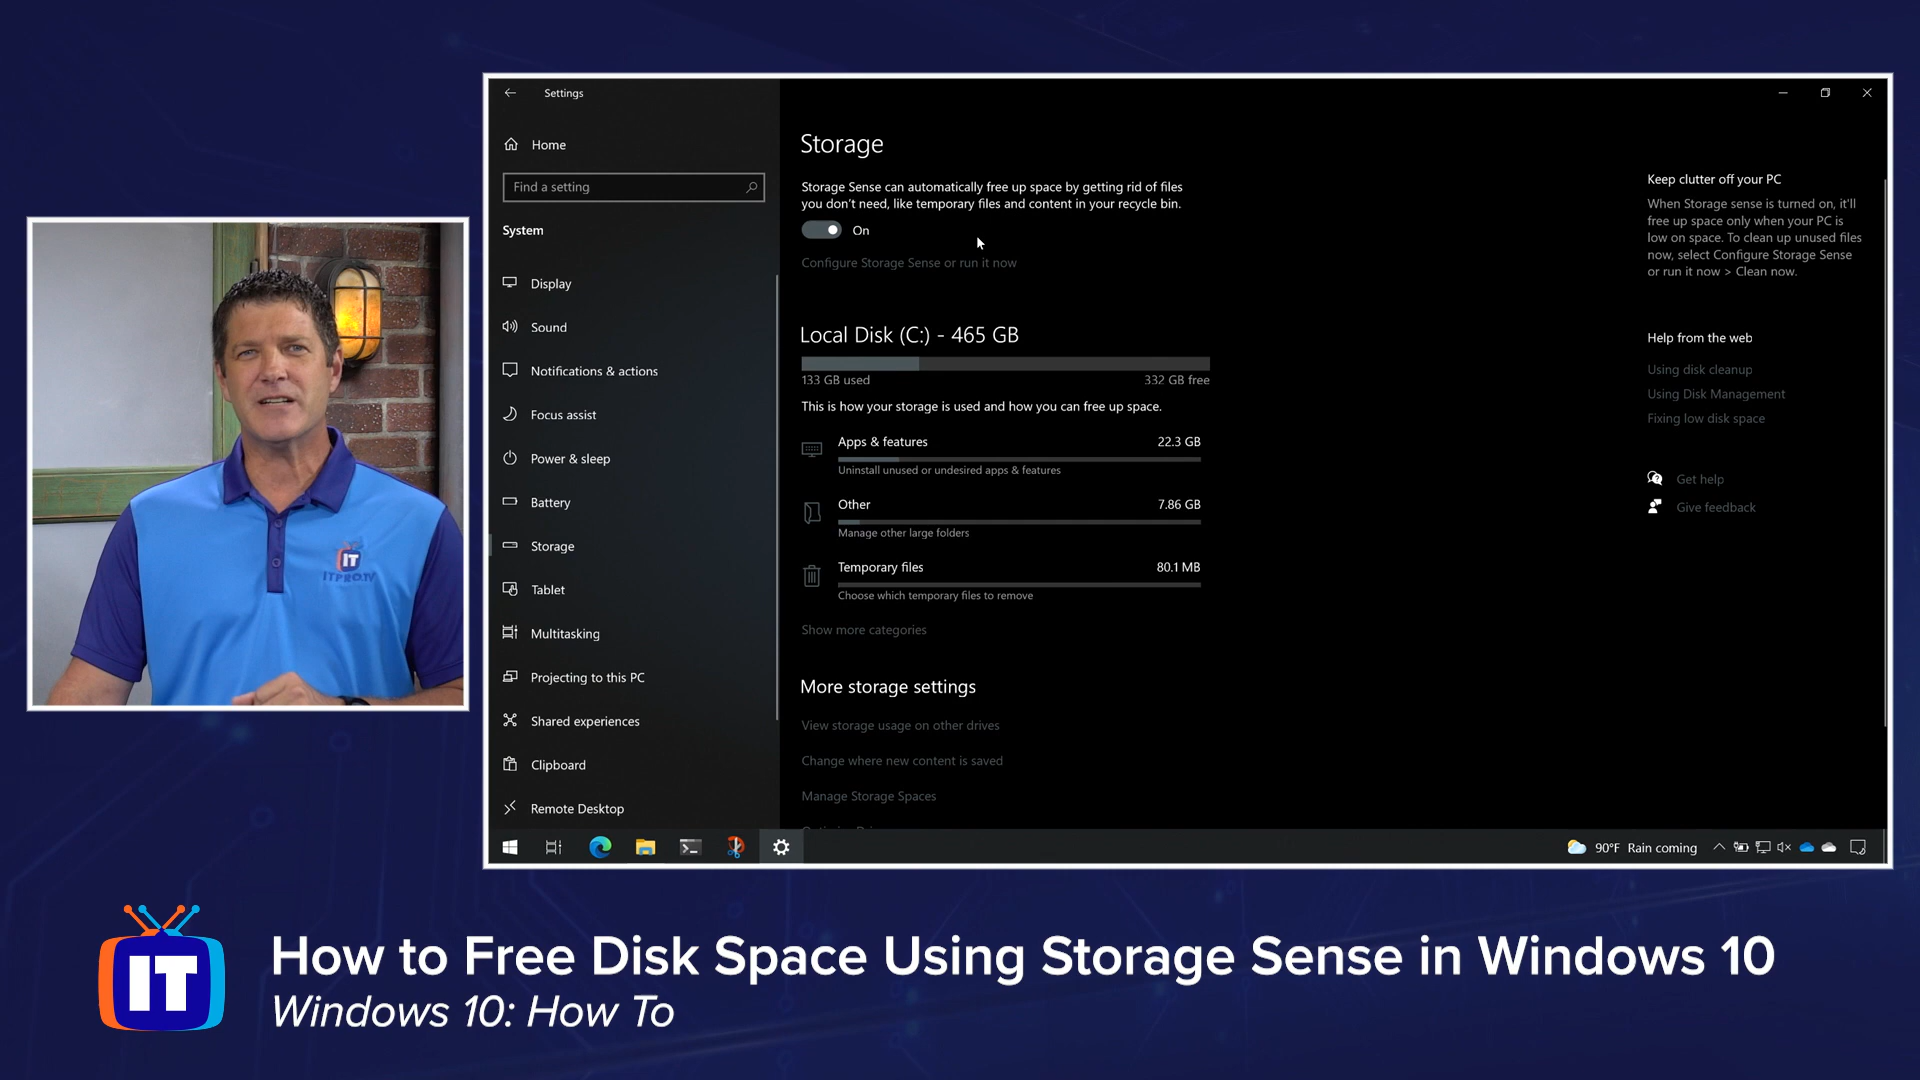 Settings
Home
Find a setting
System
Display
Sound
Notifications & actions
Focus assist
Power & sleep
Battery
Storage
Tablet
Multitasking
Projecting to this PC
Shared experiences
Clipboard
Remote Desktop
Storage
Storage Sense can automatically free up space by getting rid of files
you don't need, like temporary files and content in your recycle bin.
On
Configure Storage Sense or run it now
Local Disk (C:) - 465 GB
133 GB used 332 GB free
This is how your storage is used and how you can free up space.
Apps & features 22.3 GB
Uninstall unused or undesired apps & features
Other 7.86 GB
Manage other large folders
Temporary files 80.1 MB
Choose which temporary files to remove
Show more categories
More storage settings
View storage usage on other drives
Change where new content is saved
Manage Storage Spaces
Keep clutter off your PC
When Storage sense is turned on, it'll
free up space only when your PC is
low on space. To clean up unused files
now, select Configure Storage Sense
or run it now > Clean now.
Help from the web
Using disk cleanup
Using Disk Management
Fixing low disk space
Get help
Give feedback
90°F Rain coming
IT
ITPRO.TV
IT
How to Free Disk Space Using Storage Sense in Windows 10
Windows 10: How To